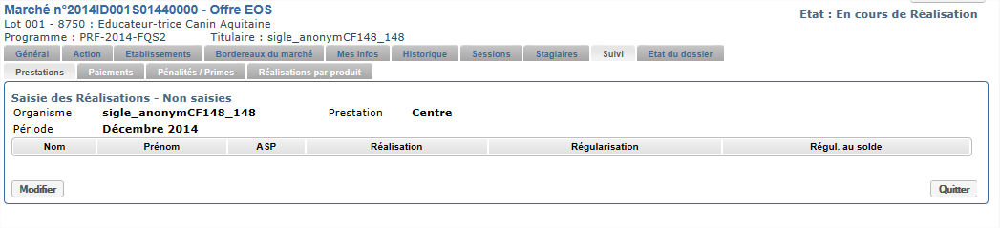 Marché n°2014ID001S01440000 - Offre EOS
Etat : En cours de Réalisation
Lot 001 - 8750 : Educateur-trice Canin Aquitaine
Programme : PRF-2014-FQS2 Titulaire : sigle_anonymCF148_148
Général Action Etablissements Bordereaux du marché Mes infos Historique Sessions Stagiaires Suivi Etat du dossier
Prestations Paiements Pénalités / Primes Réalisations par produit
Saisie des Réalisations - Non saisies
Organisme sigle_anonymCF148_148 Prestation Centre
Période Décembre 2014
Nom Prénom ASP Réalisation Régularisation Régul. au solde
Modifier Quitter